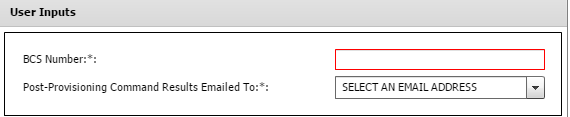 User Inputs
BCS Number:*:
Post-Provisioning Command Results Emailed To:*: SELECT AN EMAIL ADDRESS